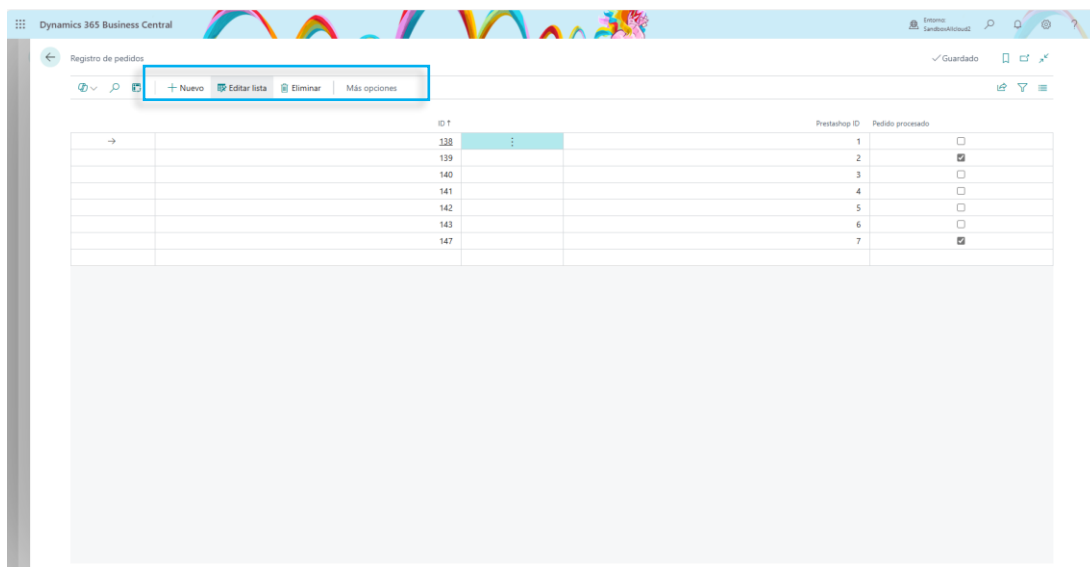 Dynamics 365 Business Central
Entorno:
SandboxAllcloud2
Registro de pedidos
Guardado
Nuevo Editar lista Eliminar Más opciones
ID ↑ Prestashop ID Pedido procesado
138 1
139 2
140 3
141 4
142 5
143 6
147 7